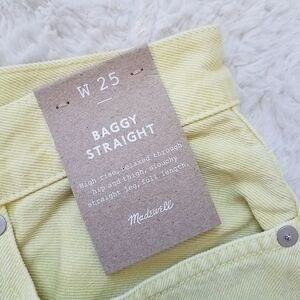 W 25
BAGGY
STRAIGHT
High rise, relaxed through
hip and thigh, slouchy
straight leg, full length.
Madewell